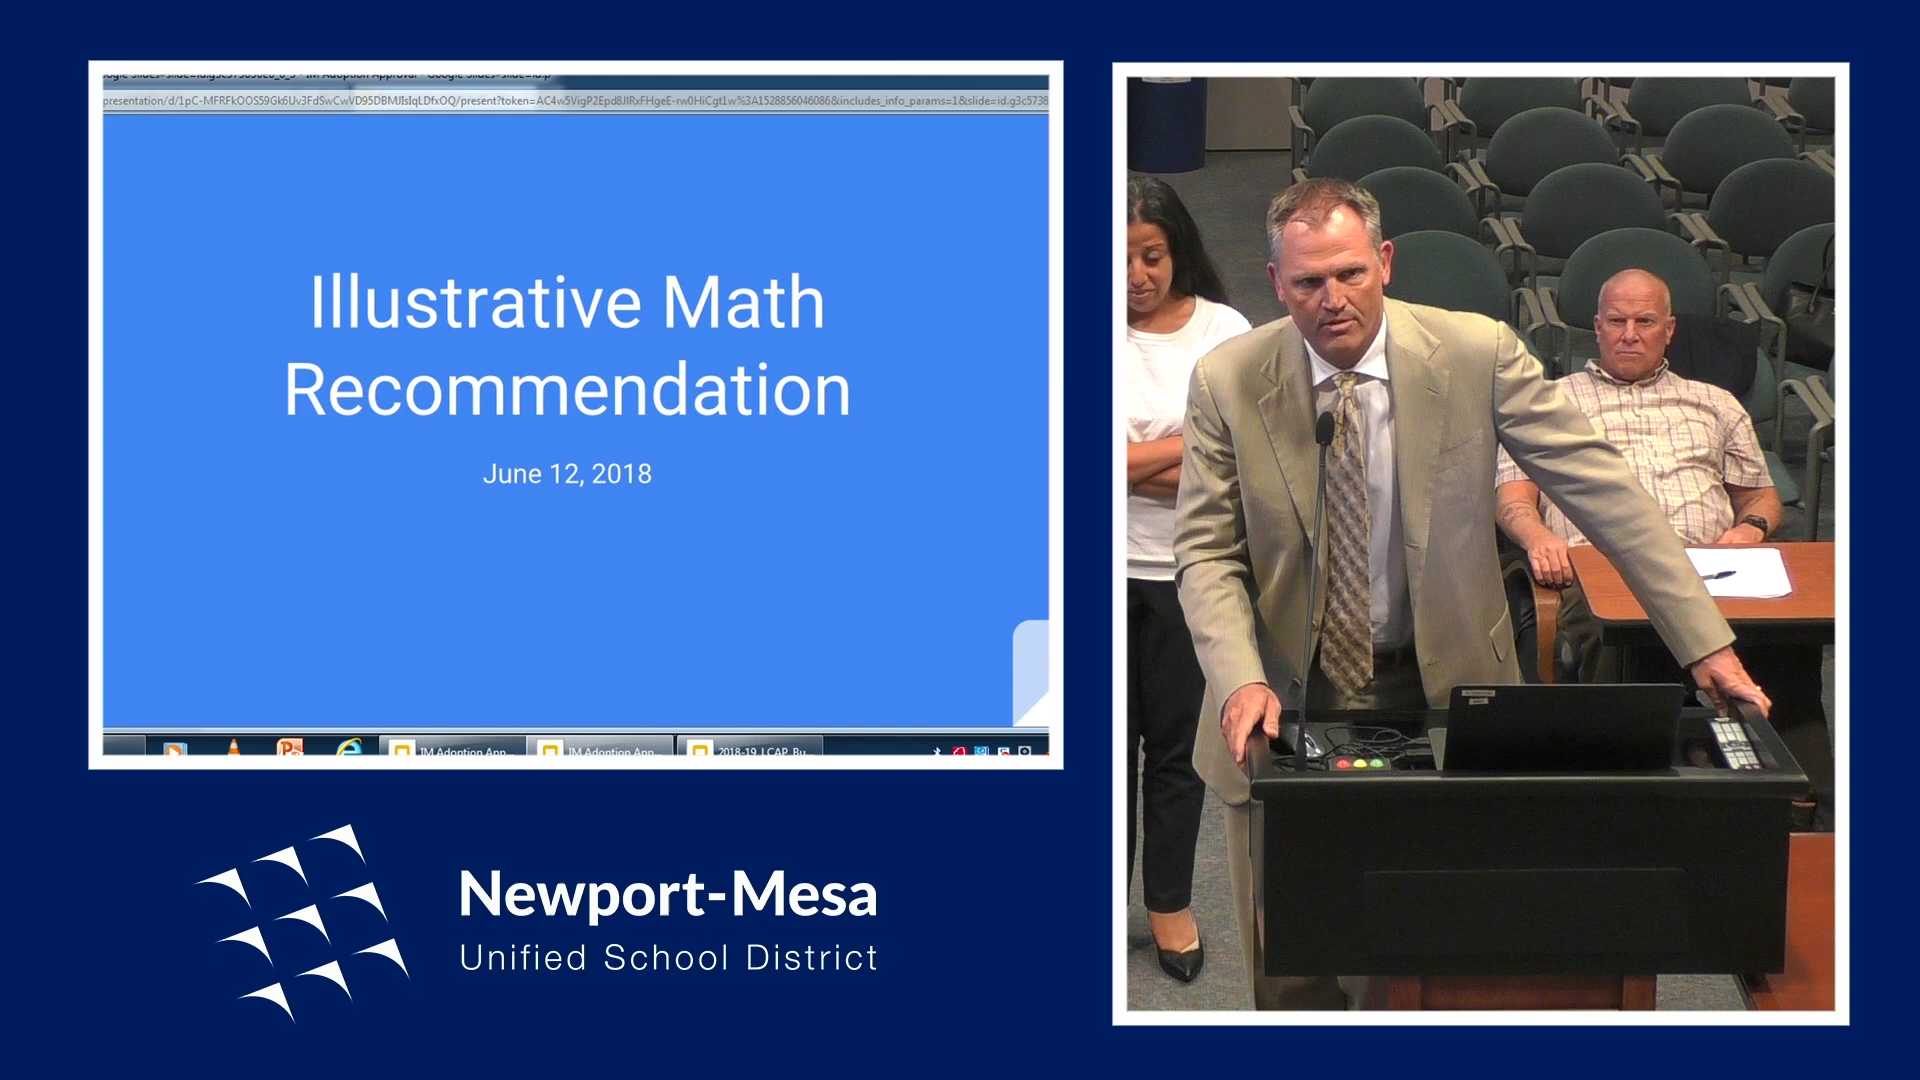 presentation/d/1pC-MFRFkOOS59Gk6Uv3FdSwCwVD95DBMJIsIqLDfxOQ/present?token=AC4w5VigP2Epd8JIRxFHgeE-rw0HiCgt1w%3A1528856046086&includes_info_params=1&slide=id.g3c5738
Illustrative Math
Recommendation
June 12, 2018
IM Adoption App...
IM Adoption App...
2018-19 LCAP Bu...
Newport-Mesa
Unified School District